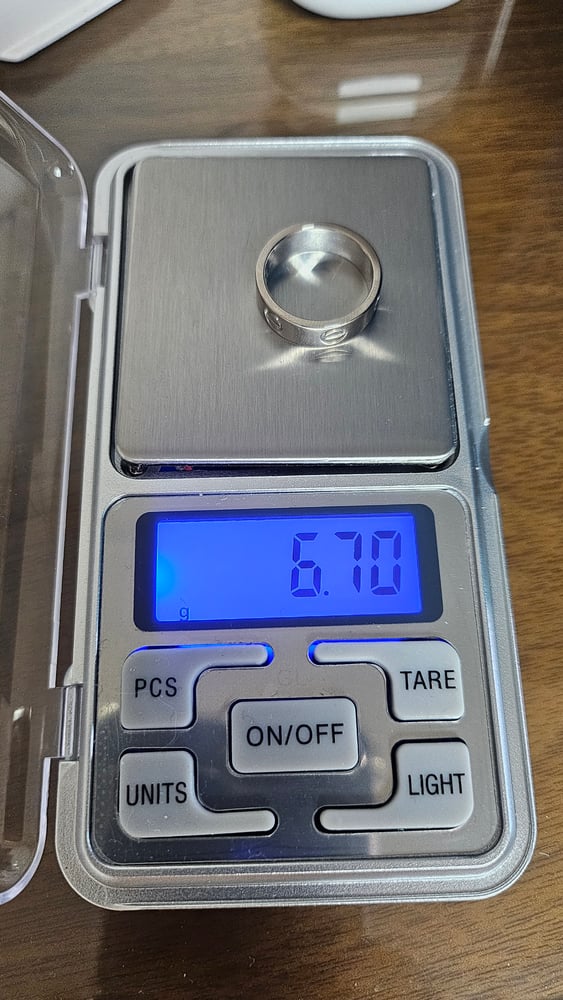 6.70
g
PCS
TARE
ON/OFF
UNITS
LIGHT